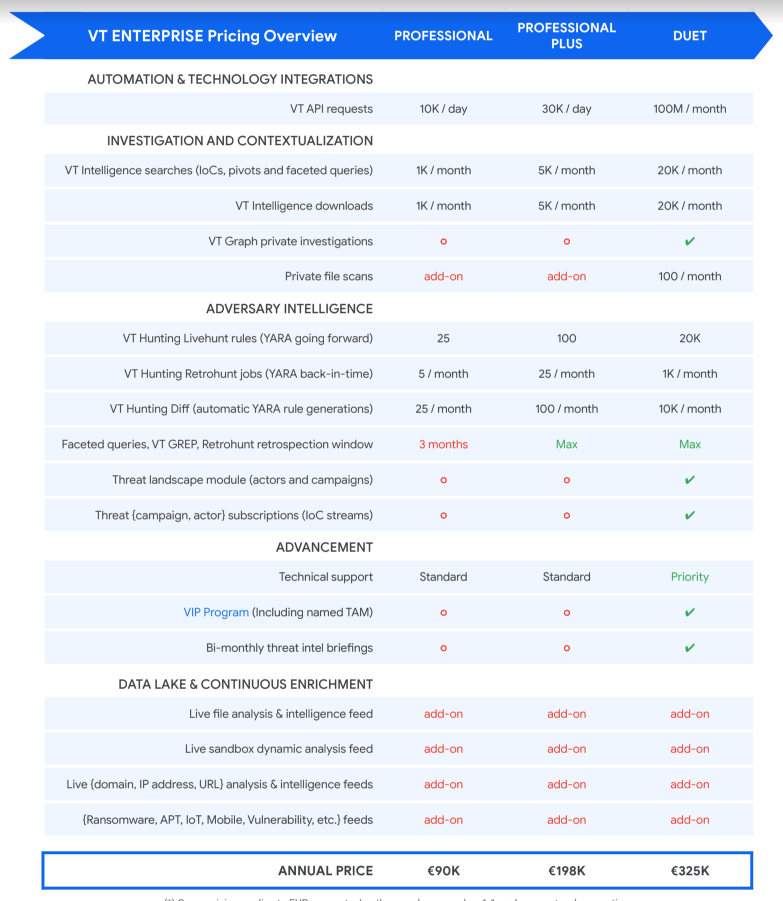 VT ENTERPRISE Pricing Overview PROFESSIONAL PROFESSIONAL PLUS DUET
AUTOMATION & TECHNOLOGY INTEGRATIONS
VT API requests 10K / day 30K / day 100M / month
INVESTIGATION AND CONTEXTUALIZATION
VT Intelligence searches (IoCs, pivots and faceted queries) 1K / month 5K / month 20K / month
VT Intelligence downloads 1K / month 5K / month 20K / month
VT Graph private investigations ✔
Private file scans add-on add-on 100 / month
ADVERSARY INTELLIGENCE
VT Hunting Livehunt rules (YARA going forward) 25 100 20K
VT Hunting Retrohunt jobs (YARA back-in-time) 5 / month 25 / month 1K / month
VT Hunting Diff (automatic YARA rule generations) 25 / month 100 / month 10K / month
Faceted queries, VT GREP, Retrohunt retrospection window 3 months Max Max
Threat landscape module (actors and campaigns) ✔
Threat {campaign, actor} subscriptions (IoC streams) ✔
ADVANCEMENT
Technical support Standard Standard Priority
VIP Program (Including named TAM) ✔
Bi-monthly threat intel briefings ✔
DATA LAKE & CONTINUOUS ENRICHMENT
Live file analysis & intelligence feed add-on add-on add-on
Live sandbox dynamic analysis feed add-on add-on add-on
Live {domain, IP address, URL} analysis & intelligence feeds add-on add-on add-on
{Ransomware, APT, IoT, Mobile, Vulnerability, etc.} feeds add-on add-on add-on
ANNUAL PRICE €90K €198K €325K